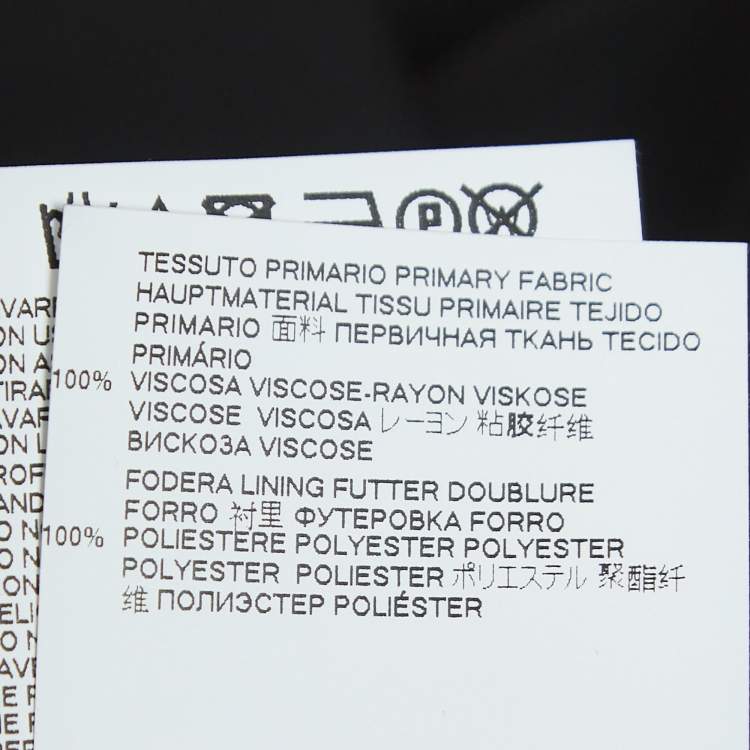 TESSUTO PRIMARIO PRIMARY FABRIC
HAUPTMATERIAL TISSU PRIMAIRE TEJIDO
PRIMARIO 面料 ПЕРВИЧНАЯ ТКАНЬ TECIDO
PRIMÁRIO
100% VISCOSA VISCOSE-RAYON VISKOSE
VISCOSE VISCOSA レーヨン 粘胶纤维
ВИСКОЗА VISCOSE
FODERA LINING FUTTER DOUBLURE
FORRO 衬里 ФУТЕРОВКА FORRO
100% POLIESTERE POLYESTER POLYESTER
POLYESTER POLIESTER ポリエステル 聚酯纤
维 ПОЛИЭСТЕР POLIÉSTER
P